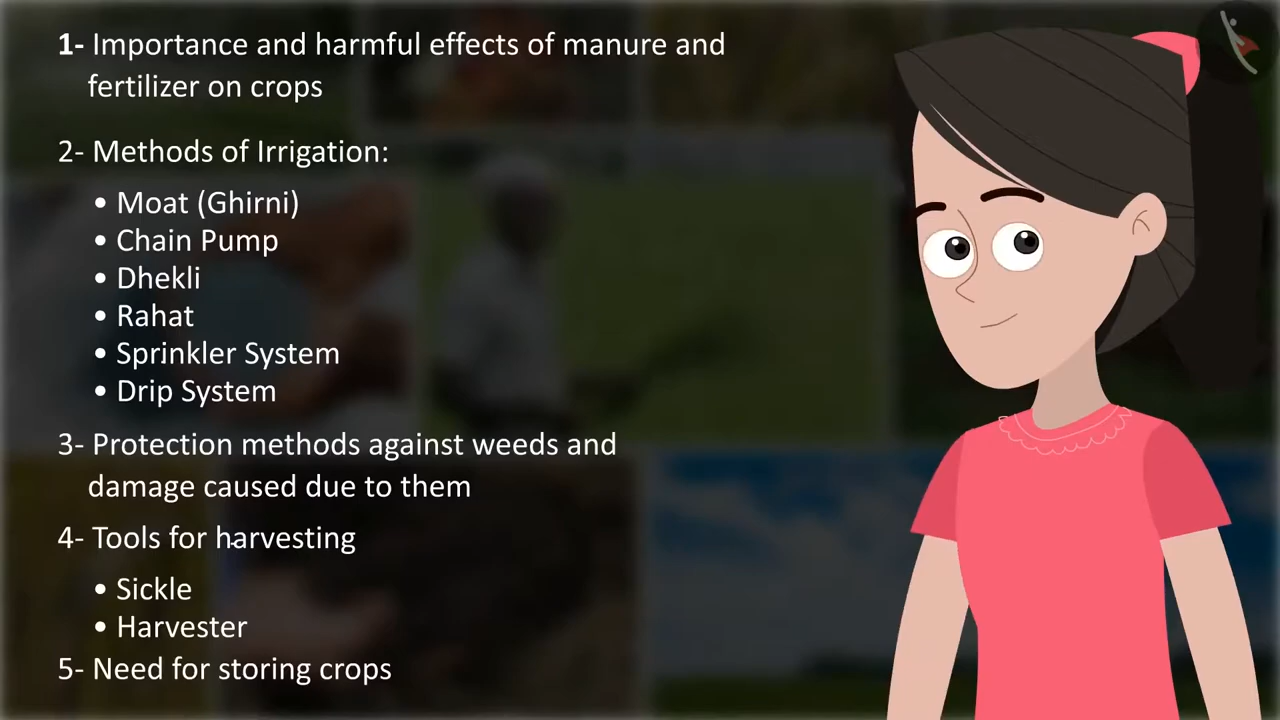 1- Importance and harmful effects of manure and
fertilizer on crops
2- Methods of Irrigation:
• Moat (Ghirni)
• Chain Pump
• Dhekli
• Rahat
• Sprinkler System
• Drip System
3- Protection methods against weeds and
damage caused due to them
4- Tools for harvesting
• Sickle
• Harvester
5- Need for storing crops